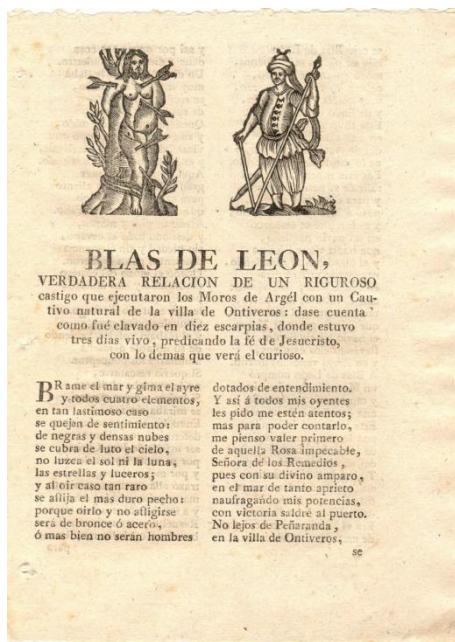 BLAS DE LEON,
VERDADERA RELACION DE UN RIGUROSO
castigo que ejecutaron los Moros de Argél con un Cau-
tivo natural de la villa de Ontiveros : dase cuenta
como fué clavado en diez escarpias, donde estuvo
tres dias vivo, predicando la fé de Jesucristo,
con lo demas que verá el curioso.
BRame el mar y gima el ayre
y todos cuatro elementos,
en tan lastimoso caso
se quejen de sentimiento:
de negras y densas nubes
se cubra de luto el cielo,
no luzca el sol ni la luna,
las estrellas y luceros;
y al oir caso tan raro
se aflija el mas duro pecho:
porque oirlo y no afligirse
será de bronce ó acero,
ó mas bien no serán hombres
dotados de entendimiento.
Y así á todos mis oyentes
les pido me estén atentos;
mas para poder contarlo,
me pienso valer primero
de aquella Rosa impecable,
Señora de los Remedios,
pues con su divino amparo,
en el mar de tanto aprieto
naufragando mis potencias,
con victoria saldré al puerto.
No lejos de Peñaranda,
en la villa de Ontiveros,
se